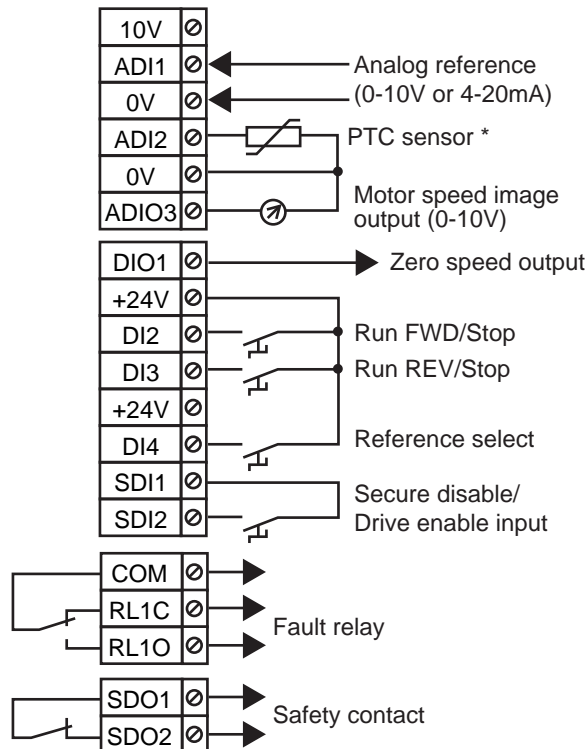 10V
ADI1
Analog reference
0V
(0-10V or 4-20mA)
ADI2
PTC sensor *
0V
Motor speed image
ADIO3
output (0-10V)
DIO1
Zero speed output
+24V
DI2
Run FWD/Stop
DI3
Run REV/Stop
+24V
DI4
Reference select
SDI1
Secure disable/
SDI2
Drive enable input
COM
RL1C
Fault relay
RL1O
SDO1
Safety contact
SDO2